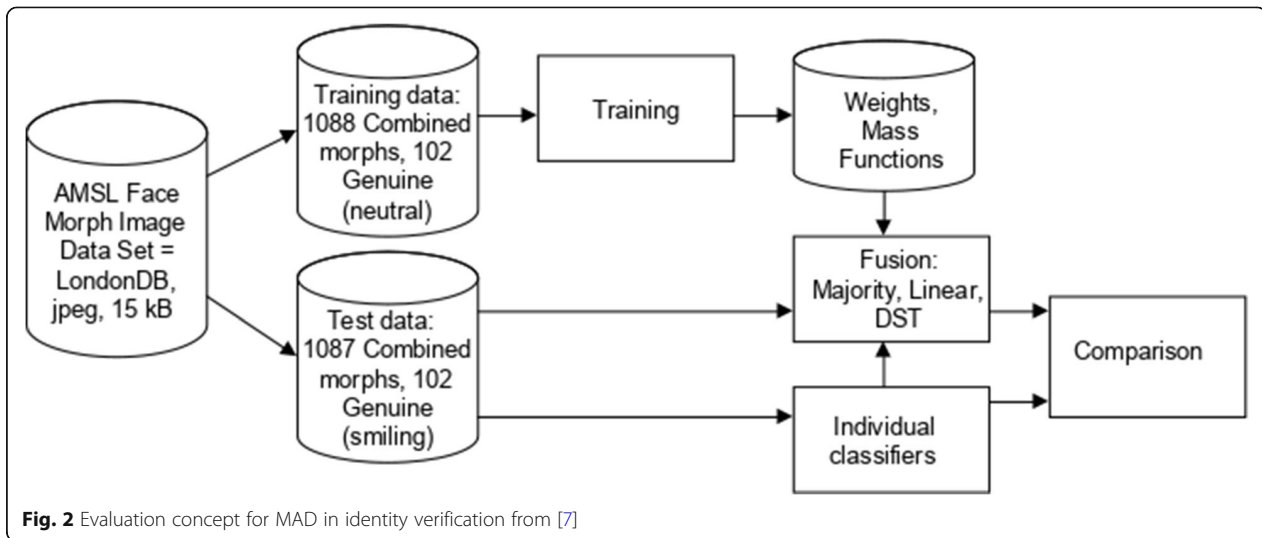 AMSL Face
Morph Image
Data Set =
LondonDB,
jpeg, 15 kB
Training data:
1088 Combined
morphs, 102
Genuine
(neutral)
Training
Weights,
Mass
Functions
Test data:
1087 Combined
morphs, 102
Genuine
(smiling)
Fusion:
Majority, Linear,
DST
Individual
classifiers
Comparison
Fig. 2 Evaluation concept for MAD in identity verification from [7]